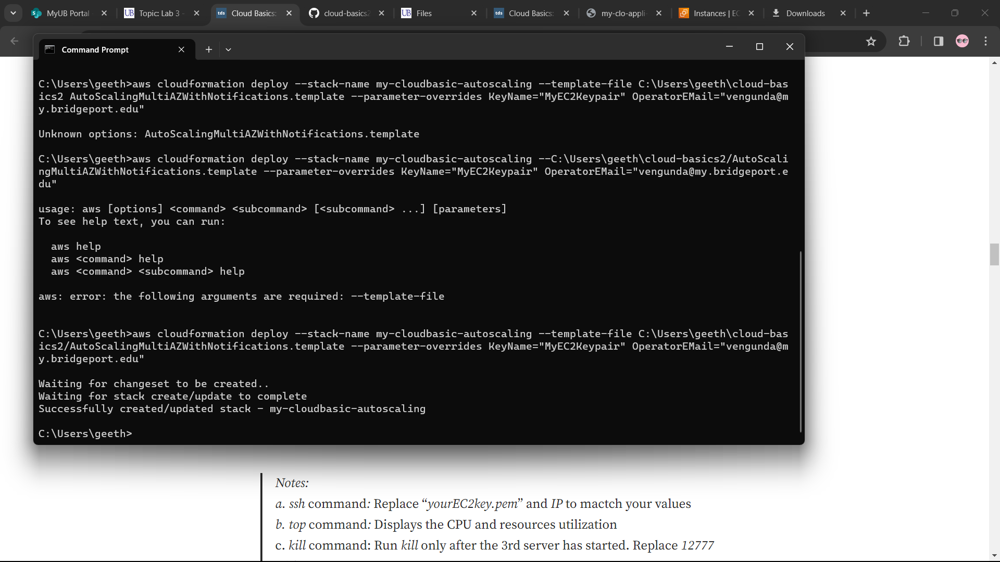 MyUB Portal
Topic: Lab 3 -
Cloud Basics:
cloud-basics2
Files
Cloud Basics:
my-clo-appli-
Instances | EC
Downloads
Command Prompt
C:\Users\geeth>aws cloudformation deploy --stack-name my-cloudbasic-autoscaling --template-file C:\Users\geeth\cloud-bas
ics2 AutoScalingMultiAZWithNotifications.template --parameter-overrides KeyName="MyEC2Keypair" OperatorEMail="vengunda@m
y.bridgeport.edu"
Unknown options: AutoScalingMultiAZWithNotifications.template
C:\Users\geeth>aws cloudformation deploy --stack-name my-cloudbasic-autoscaling --C:\Users\geeth\cloud-basics2/AutoScali
ngMultiAZWithNotifications.template --parameter-overrides KeyName="MyEC2Keypair" OperatorEMail="vengunda@my.bridgeport.e
du"
usage: aws [options] <command> <subcommand> [<subcommand> ...] [parameters]
To see help text, you can run:
aws help
aws <command> help
aws <command> <subcommand> help
aws: error: the following arguments are required: --template-file
C:\Users\geeth>aws cloudformation deploy --stack-name my-cloudbasic-autoscaling --template-file C:\Users\geeth\cloud-bas
ics2/AutoScalingMultiAZWithNotifications.template --parameter-overrides KeyName="MyEC2Keypair" OperatorEMail="vengunda@m
y.bridgeport.edu"
Waiting for changeset to be created..
Waiting for stack create/update to complete
Successfully created/updated stack - my-cloudbasic-autoscaling
C:\Users\geeth>
Notes:
a. ssh command: Replace “yourEC2key.pem” and IP to mactch your values
b. top command: Displays the CPU and resources utilization
c. kill command: Run kill only after the 3rd server has started. Replace 12777